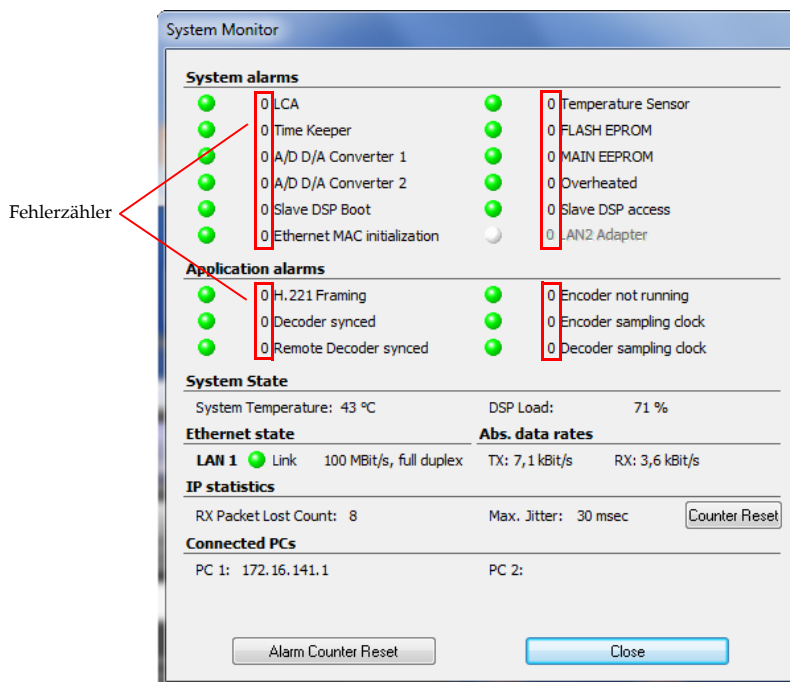 System Monitor
System alarms
0 LCA
0 Temperature Sensor
0 Time Keeper
0 FLASH EPROM
0 A/D D/A Converter 1
0 MAIN EEPROM
0 A/D D/A Converter 2
0 Overheated
Fehlerzähler
0 Slave DSP Boot
0 Slave DSP access
0 Ethernet MAC initialization
0 LAN2 Adapter
Application alarms
0 H.221 Framing
0 Encoder not running
0 Decoder synced
0 Encoder sampling clock
0 Remote Decoder synced
0 Decoder sampling clock
System State
System Temperature: 43 °C
DSP Load: 71 %
Ethernet state
Abs. data rates
LAN 1 Link 100 MBit/s, full duplex
TX: 7,1 kBit/s RX: 3,6 kBit/s
IP statistics
RX Packet Lost Count: 8
Max. Jitter: 30 msec
Counter Reset
Connected PCs
PC 1: 172.16.141.1
PC 2:
Alarm Counter Reset
Close